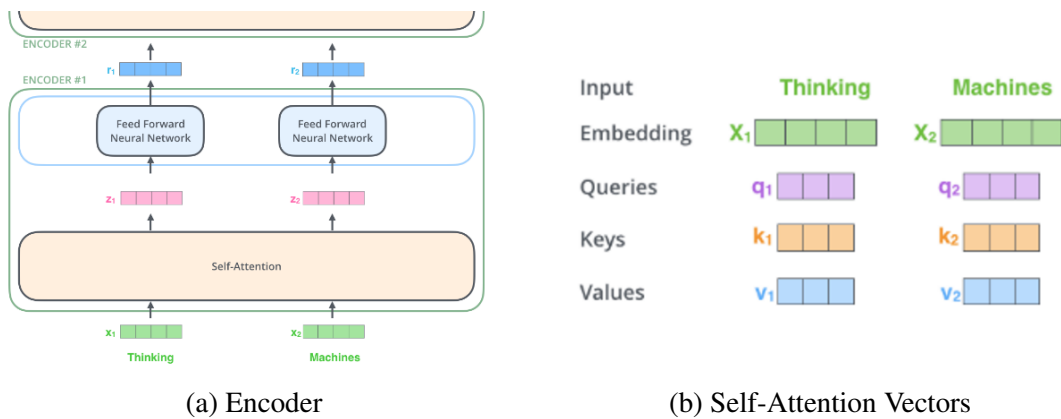 ENCODER #2
r₁
r₂
ENCODER #1
Feed Forward
Neural Network
Feed Forward
Neural Network
z₁
z₂
Self-Attention
x₁
x₂
Thinking
Machines
(a) Encoder
Input
Thinking
Machines
Embedding
X₁
X₂
Queries
q₁
q₂
Keys
k₁
k₂
Values
v₁
v₂
(b) Self-Attention Vectors